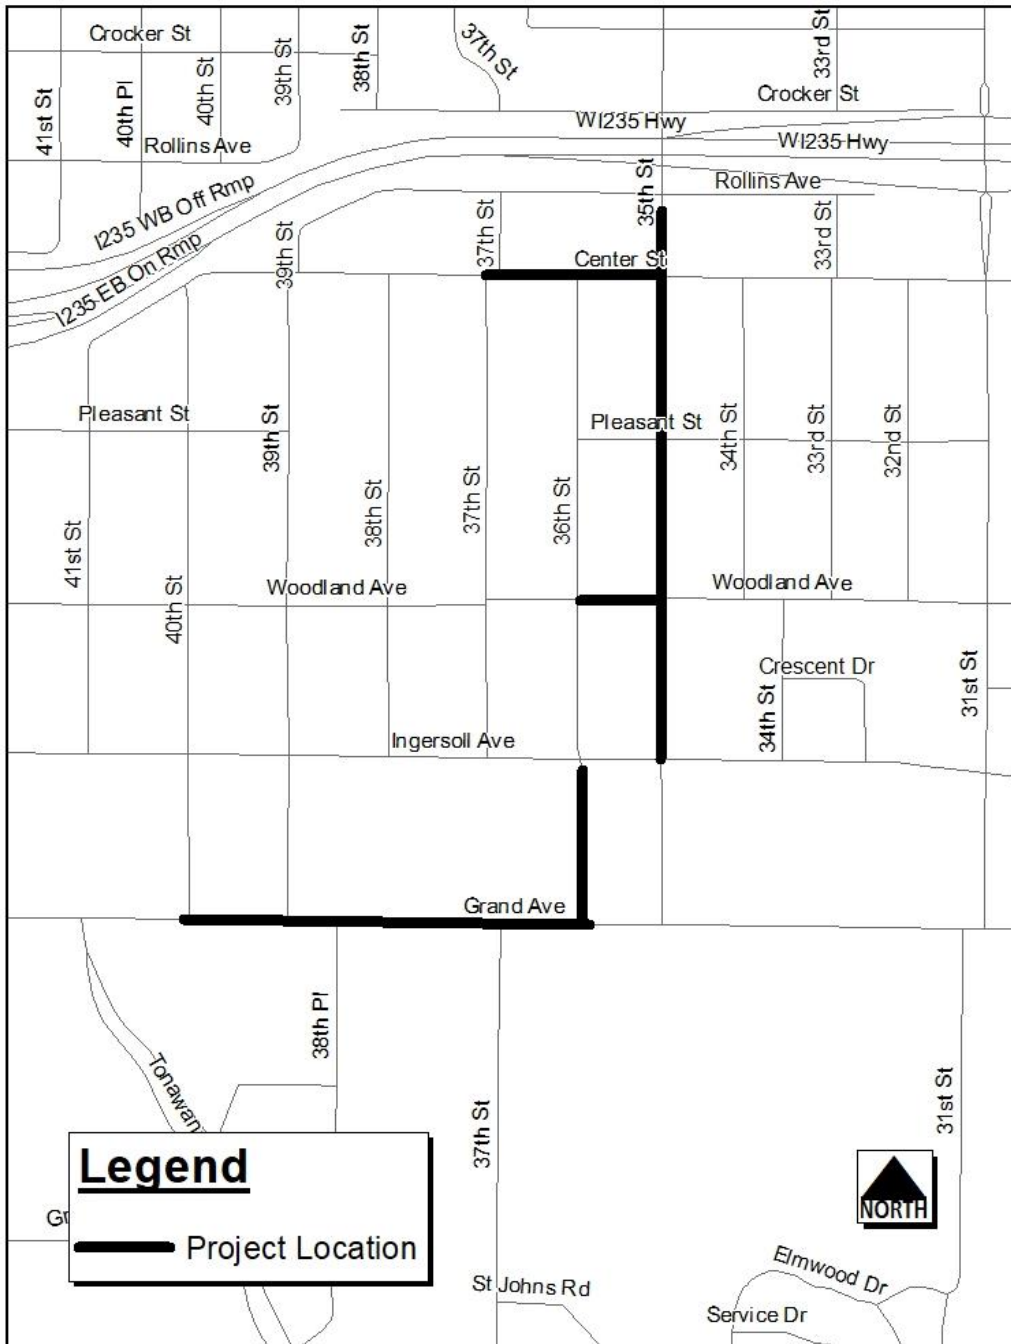 Crocker St
37th St
33rd St
41st St
40th Pl
40th St
39th St
38th St
Crocker St
W I235 Hwy
W I235 Hwy
Rollins Ave
Rollins Ave
I235 WB Off Rmp
I235 EB On Rmp
39th St
37th St
35th St
33rd St
Center St
Pleasant St
Pleasant St
39th St
38th St
37th St
36th St
34th St
33rd St
32nd St
41st St
40th St
Woodland Ave
Woodland Ave
Crescent Dr
34th St
31st St
Ingersoll Ave
Grand Ave
38th Pl
Tonawan
37th St
31st St
Legend
Project Location
Gr
NORTH
St Johns Rd
Elmwood Dr
Service Dr